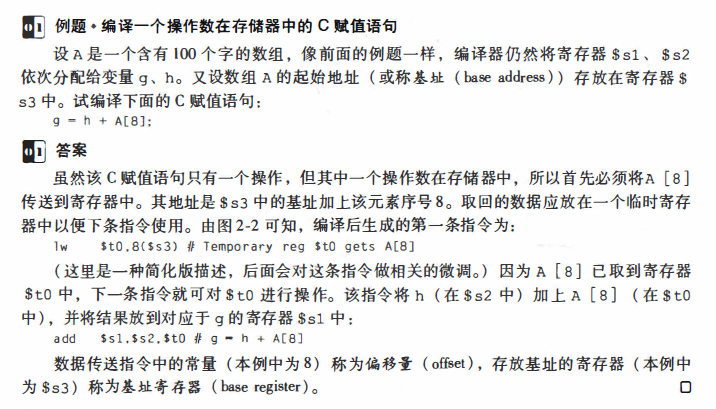 01 例题·编译一个操作数在存储器中的 C 赋值语句
设 A 是一个含有 100 个字的数组，像前面的例题一样，编译器仍然将寄存器 $s1、$s2
依次分配给变量 g、h。又设数组 A 的起始地址（或称基址（base address））存放在寄存器 $
s3 中。试编译下面的 C 赋值语句：
g = h + A[8];
01 答案
虽然该 C 赋值语句只有一个操作，但其中一个操作数在存储器中，所以首先必须将A [8]
传送到寄存器中。其地址是 $s3 中的基址加上该元素序号 8。取回的数据应放在一个临时寄存
器中以便下条指令使用。由图 2-2 可知，编译后生成的第一条指令为：
lw $t0,8($s3) # Temporary reg $t0 gets A[8]
（这里是一种简化版描述，后面会对这条指令做相关的微调。）因为 A [8] 已取到寄存器
$t0 中，下一条指令就可对 $t0 进行操作。该指令将 h（在 $s2 中）加上 A [8]（在 $t0
中），并将结果放到对应于 g 的寄存器 $s1 中：
add $s1,$s2,$t0 # g = h + A[8]
数据传送指令中的常量（本例中为 8）称为偏移量（offset），存放基址的寄存器（本例中
为 $s3）称为基址寄存器（base register）。